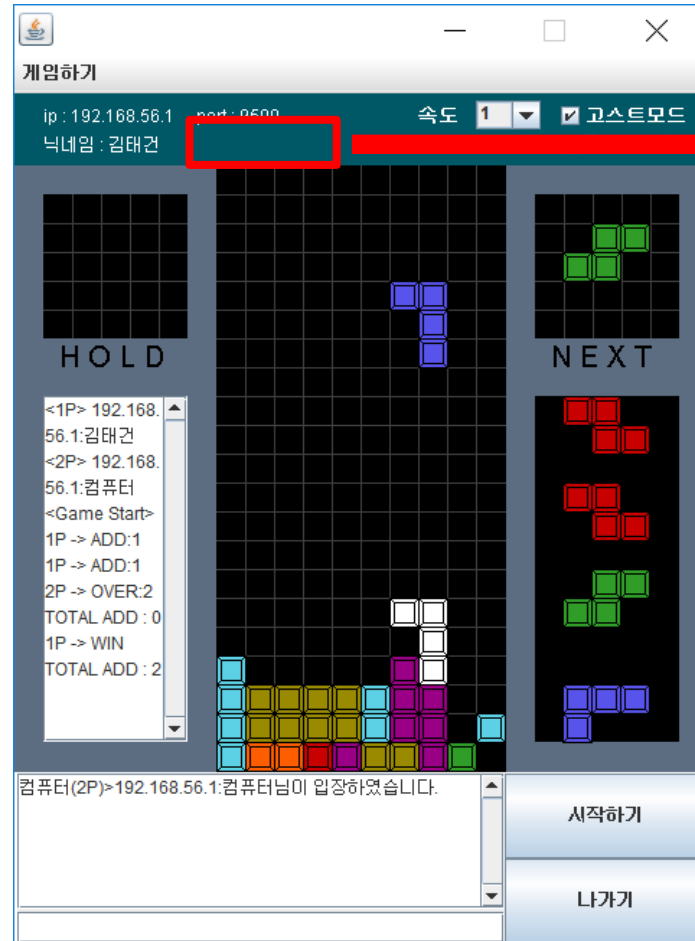 게임하기
ip : 192.168.56.1 port : 9500 속도 1 고스트모드
닉네임 : 김태건
HOLD
NEXT
<1P> 192.168.
56.1:김태건
<2P> 192.168.
56.1:컴퓨터
<Game Start>
1P -> ADD:1
1P -> ADD:1
2P -> OVER:2
TOTAL ADD : 0
1P -> WIN
TOTAL ADD : 2
컴퓨터(2P)>192.168.56.1:컴퓨터님이 입장하였습니다.
시작하기
나가기